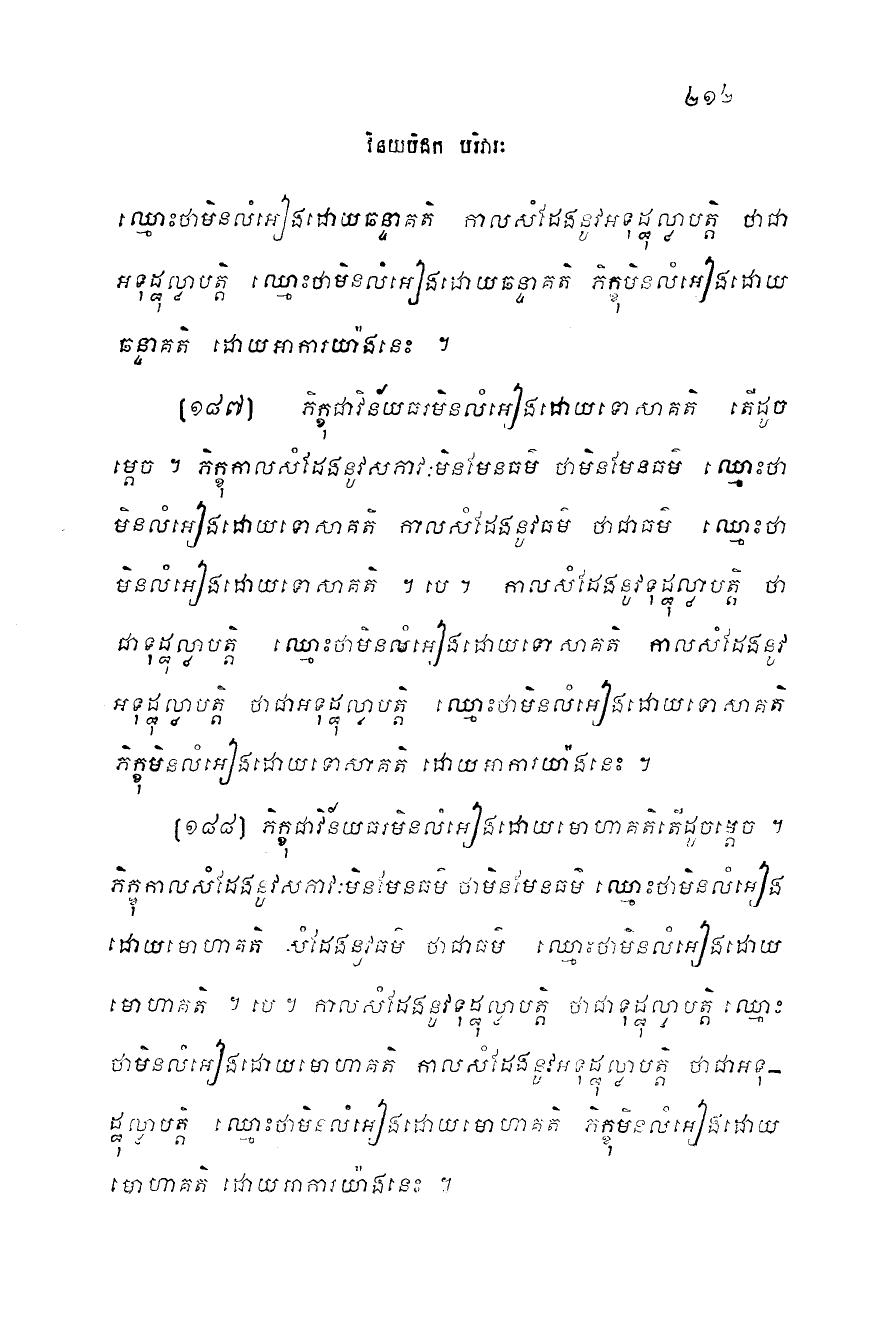 ២១២
វិនយបិដក បរិវារៈ
ឈ្មោះថាមិនលំអៀងដោយឆន្ទាគតិ កាលសំដែងនូវអទុដ្ឋុល្លាបត្តិ ថាជា
អទុដ្ឋុល្លាបត្តិ ឈ្មោះថាមិនលំអៀងដោយឆន្ទាគតិ ភិក្ខុមិនលំអៀងដោយ
ឆន្ទាគតិ ដោយអាការយ៉ាងនេះ ។
(១៨៧) ភិក្ខុជាវិន័យធរមិនលំអៀងដោយទោសាគតិ តើដូច
ម្តេច ។ ភិក្ខុកាលសំដែងនូវសភាវៈមិនមែនធម៌ ថាមិនមែនធម៌ ឈ្មោះថា
មិនលំអៀងដោយទោសាគតិ កាលសំដែងនូវធម៌ ថាជាធម៌ ឈ្មោះថា
មិនលំអៀងដោយទោសាគតិ ។ បេ ។ កាលសំដែងនូវទុដ្ឋុល្លាបត្តិ ថា
ជាទុដ្ឋុល្លាបត្តិ ឈ្មោះថាមិនលំអៀងដោយទោសាគតិ កាលសំដែងនូវ
អទុដ្ឋុល្លាបត្តិ ថាជាអទុដ្ឋុល្លាបត្តិ ឈ្មោះថាមិនលំអៀងដោយទោសាគតិ
ភិក្ខុមិនលំអៀងដោយទោសាគតិ ដោយអាការយ៉ាងនេះ ។
(១៨៨) ភិក្ខុជាវិន័យធរមិនលំអៀងដោយមោហាគតិតើដូចម្តេច ។
ភិក្ខុកាលសំដែងនូវសភាវៈមិនមែនធម៌ ថាមិនមែនធម៌ ឈ្មោះថាមិនលំអៀង
ដោយមោហាគតិ សំដែងនូវធម៌ ថាជាធម៌ ឈ្មោះថាមិនលំអៀងដោយ
មោហាគតិ ។ បេ ។ កាលសំដែងនូវទុដ្ឋុល្លាបត្តិ ថាជាទុដ្ឋុល្លាបត្តិ ឈ្មោះ
ថាមិនលំអៀងដោយមោហាគតិ កាលសំដែងនូវអទុដ្ឋុល្លាបត្តិ ថាជាអទុ-
ដ្ឋុល្លាបត្តិ ឈ្មោះថាមិនលំអៀងដោយមោហាគតិ ភិក្ខុមិនលំអៀងដោយ
មោហាគតិ ដោយអាការយ៉ាងនេះ ។